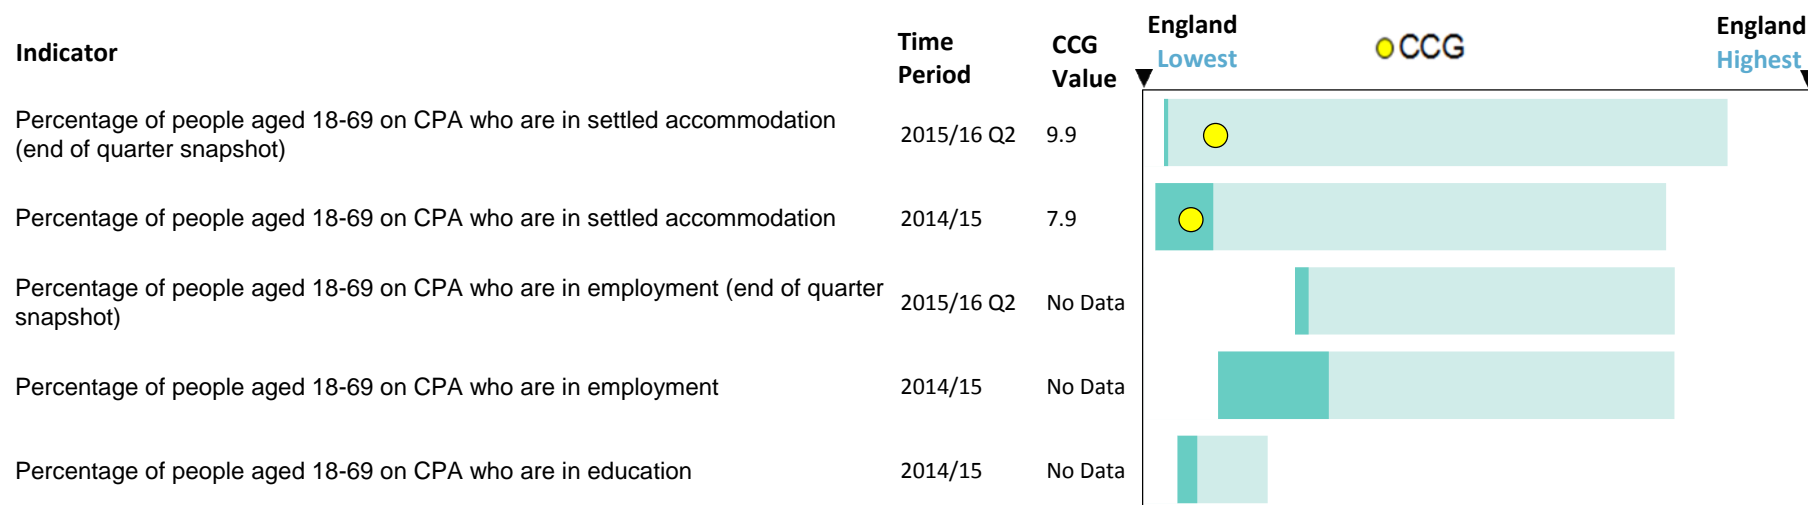 Indicator
Time
Period
CCG
Value
England
Lowest
CCG
England
Highest
Percentage of people aged 18-69 on CPA who are in settled accommodation
(end of quarter snapshot)
2015/16 Q2
9.9
Percentage of people aged 18-69 on CPA who are in settled accommodation
2014/15
7.9
Percentage of people aged 18-69 on CPA who are in employment (end of quarter
snapshot)
2015/16 Q2
No Data
Percentage of people aged 18-69 on CPA who are in employment
2014/15
No Data
Percentage of people aged 18-69 on CPA who are in education
2014/15
No Data